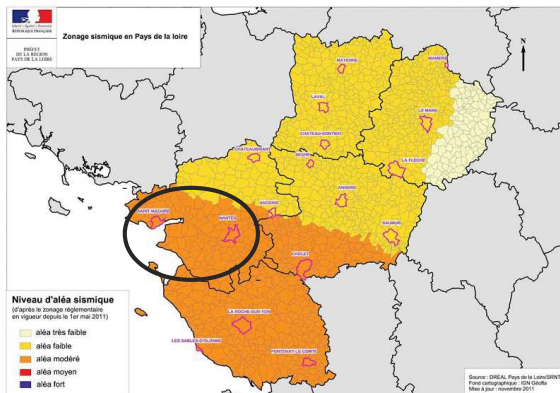 Liberté • Égalité • Fraternité
RÉPUBLIQUE FRANÇAISE
PRÉFET
DE LA RÉGION
PAYS DE LA LOIRE
Zonage sismique en Pays de la loire
N
MAYENNE
MAMERS
LAVAL
LE MANS
CHATEAU-GONTIER
CHATEAUBRIANT
SEGRE
LA FLECHE
ANCENIS
ANGERS
SAINT-NAZAIRE
NANTES
SAUMUR
CHOLET
LA ROCHE-SUR-YON
LES SABLES-D'OLONNE
FONTENAY-LE-COMTE
Niveau d'aléa sismique
(d'après le zonage réglementaire
en vigueur depuis le 1er mai 2011)
aléa très faible
aléa faible
aléa modéré
aléa moyen
aléa fort
Source : DREAL Pays de la Loire/SRNT
Fond cartographique : IGN Géofla
Mise à jour : novembre 2011